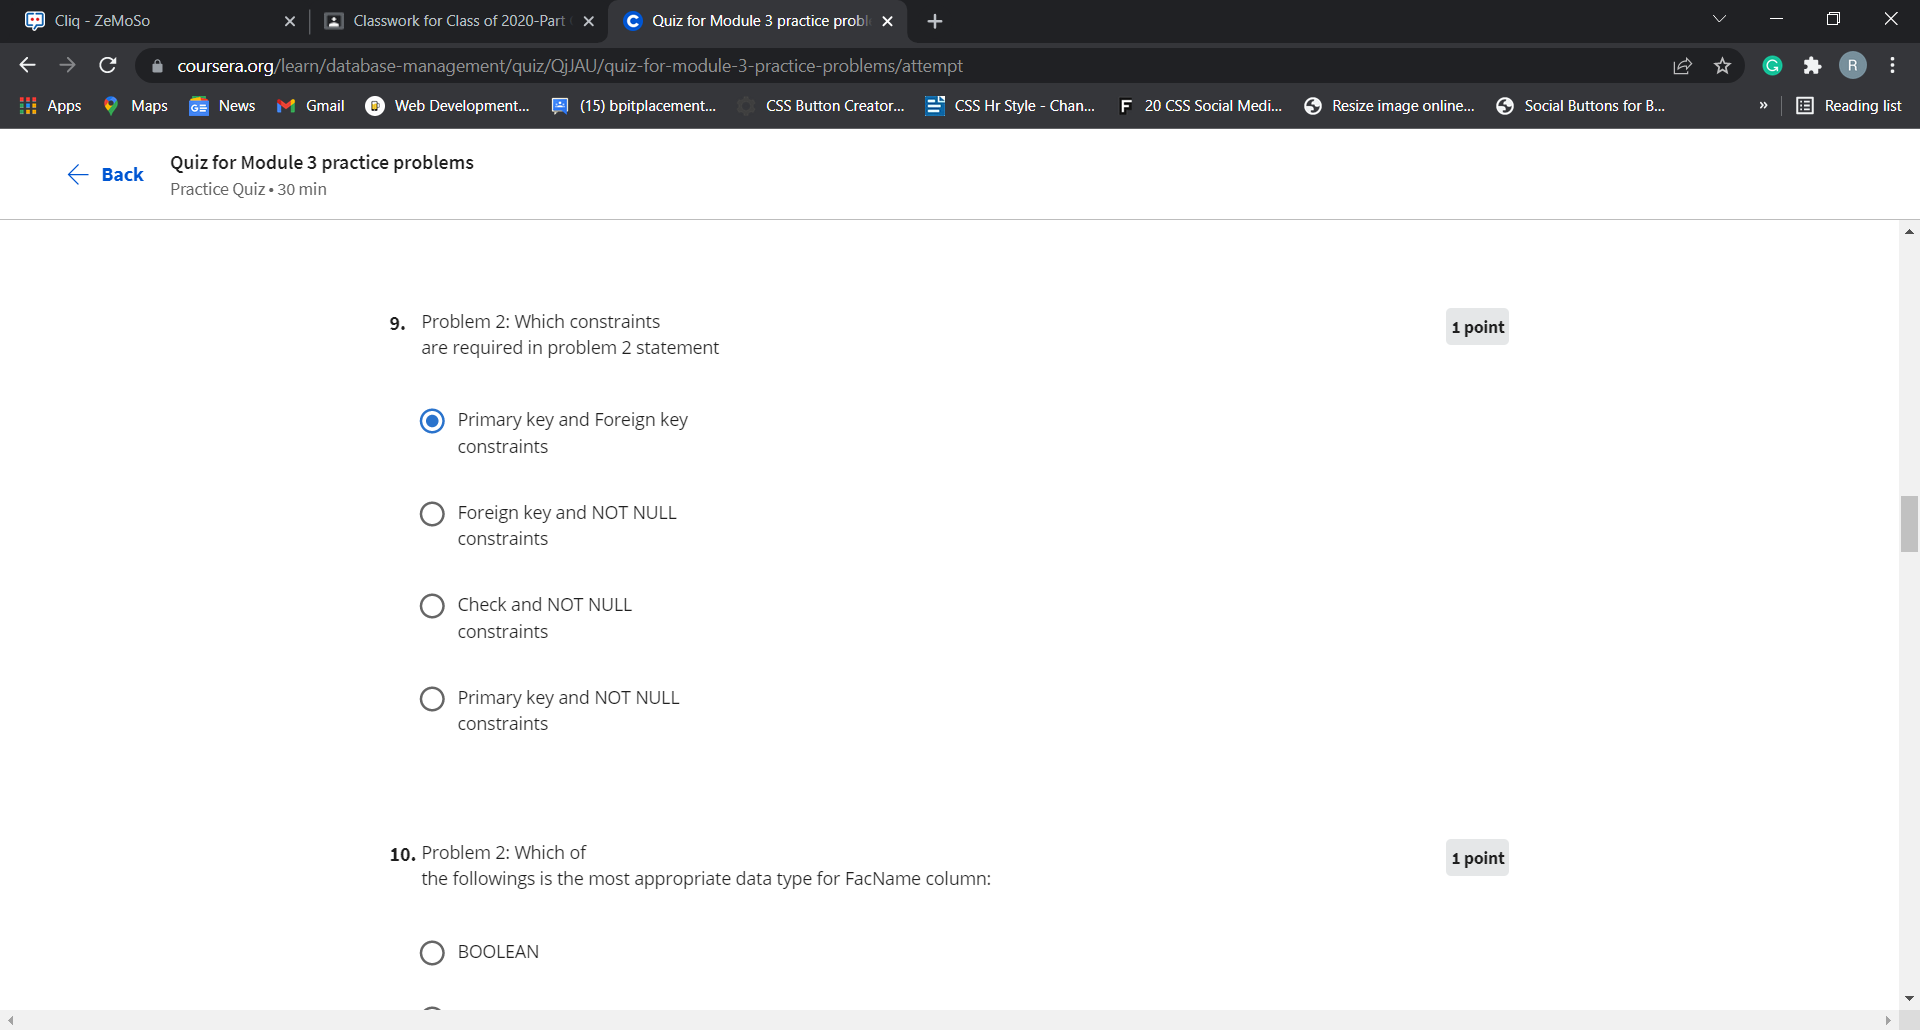 Cliq - ZeMoSo
Classwork for Class of 2020-Part
Quiz for Module 3 practice probl
coursera.org/learn/database-management/quiz/QjJAU/quiz-for-module-3-practice-problems/attempt
G
R
Apps
Maps
GE
News
Gmail
Web Development...
(15) bpitplacement...
CSS Button Creator...
CSS Hr Style - Chan...
F
20 CSS Social Medi...
Resize image online...
Social Buttons for B...
»
Reading list
Back
Quiz for Module 3 practice problems
Practice Quiz • 30 min
9.
Problem 2: Which constraints
are required in problem 2 statement
1 point
Primary key and Foreign key
constraints
Foreign key and NOT NULL
constraints
Check and NOT NULL
constraints
Primary key and NOT NULL
constraints
10.
Problem 2: Which of
the followings is the most appropriate data type for FacName column:
1 point
BOOLEAN